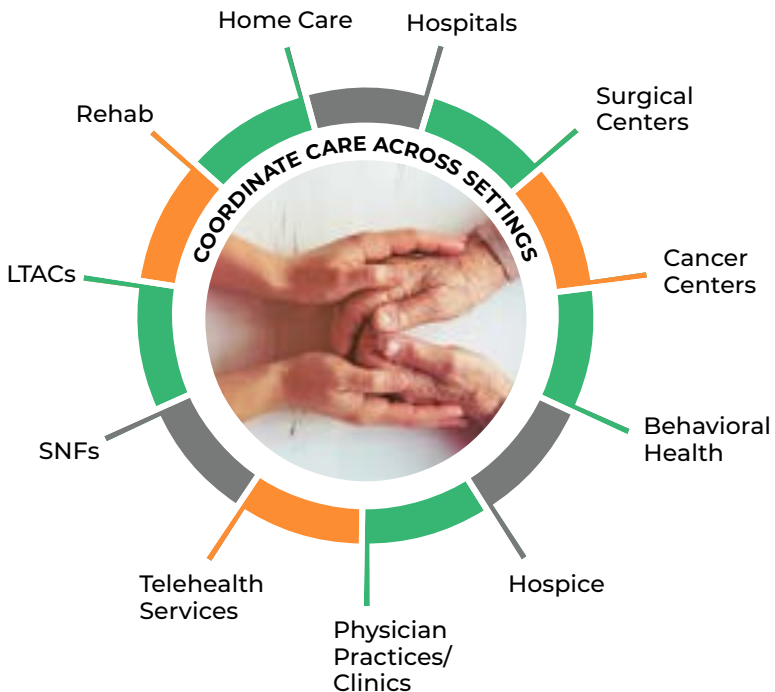 Home Care
Hospitals
Surgical
Centers
Cancer
Centers
Behavioral
Health
Hospice
Physician
Practices/
Clinics
Telehealth
Services
SNFs
LTACs
Rehab
COORDINATE CARE ACROSS SETTINGS